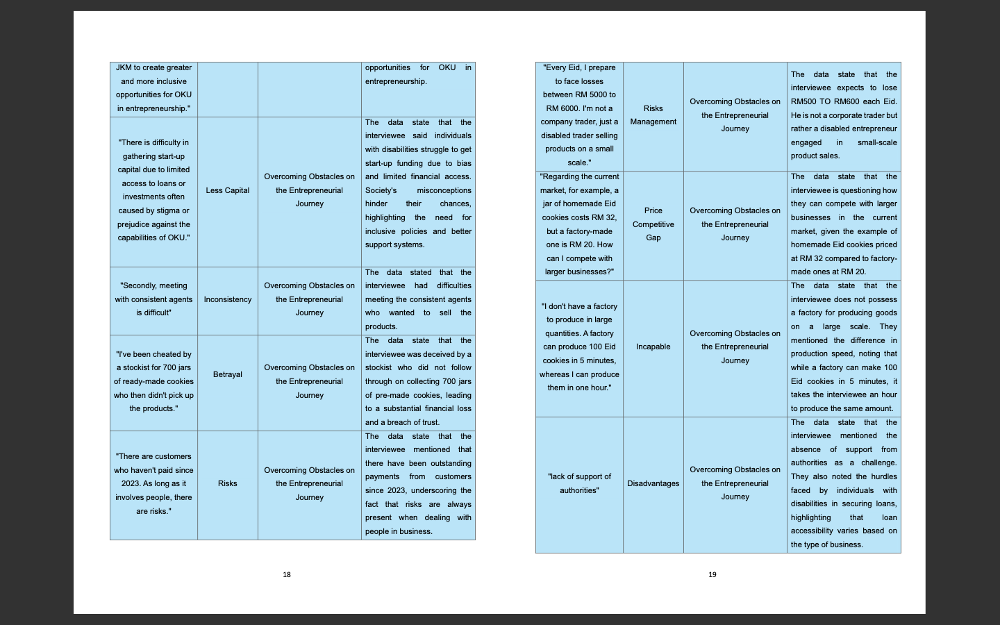 JKM to create greater
and more inclusive
opportunities for OKU
in entrepreneurship."
opportunities for OKU in
entrepreneurship.
"There is difficulty in
gathering start-up
capital due to limited
access to loans or
investments often
caused by stigma or
prejudice against the
capabilities of OKU."
Less Capital
Overcoming Obstacles on
the Entrepreneurial
Journey
The data state that the
interviewee said individuals
with disabilities struggle to get
start-up funding due to bias
and limited financial access.
Society's misconceptions
hinder their chances,
highlighting the need for
inclusive policies and better
support systems.
"Secondly, meeting
with consistent agents
is difficult"
Inconsistency
Overcoming Obstacles on
the Entrepreneurial
Journey
The data stated that the
interviewee had difficulties
meeting the consistent agents
who wanted to sell the
products.
"I've been cheated by
a stockist for 700 jars
of ready-made cookies
who then didn't pick up
the products."
Betrayal
Overcoming Obstacles on
the Entrepreneurial
Journey
The data state that the
interviewee was deceived by a
stockist who did not follow
through on collecting 700 jars
of pre-made cookies, leading
to a substantial financial loss
and a breach of trust.
"There are customers
who haven't paid since
2023. As long as it
involves people, there
are risks."
Risks
Overcoming Obstacles on
the Entrepreneurial
Journey
The data state that the
interviewee mentioned that
there have been outstanding
payments from customers
since 2023, underscoring the
fact that risks are always
present when dealing with
people in business.
18
"Every Eid, I prepare
to face losses
between RM 5000 to
RM 6000. I'm not a
company trader, just a
disabled trader selling
products on a small
scale."
Risks
Management
Overcoming Obstacles on
the Entrepreneurial
Journey
The data state that the
interviewee expects to lose
RM500 TO RM600 each Eid.
He is not a corporate trader but
rather a disabled entrepreneur
engaged in small-scale
product sales.
"Regarding the current
market, for example, a
jar of homemade Eid
cookies costs RM 32,
but a factory-made
one is RM 20. How
can I compete with
larger businesses?"
Price
Competitive
Gap
Overcoming Obstacles on
the Entrepreneurial
Journey
The data state that the
interviewee is questioning how
they can compete with larger
businesses in the current
market, given the example of
homemade Eid cookies priced
at RM 32 compared to factory-
made ones at RM 20.
"I don't have a factory
to produce in large
quantities. A factory
can produce 100 Eid
cookies in 5 minutes,
whereas I can produce
them in one hour."
Incapable
Overcoming Obstacles on
the Entrepreneurial
Journey
The data state that the
interviewee does not possess
a factory for producing goods
on a large scale. They
mentioned the difference in
production speed, noting that
while a factory can make 100
Eid cookies in 5 minutes, it
takes the interviewee an hour
to produce the same amount.
"lack of support of
authorities"
Disadvantages
Overcoming Obstacles on
the Entrepreneurial
Journey
The data state that the
interviewee mentioned the
absence of support from
authorities as a challenge.
They also noted the hurdles
faced by individuals with
disabilities in securing loans,
highlighting that loan
accessibility varies based on
the type of business.
19